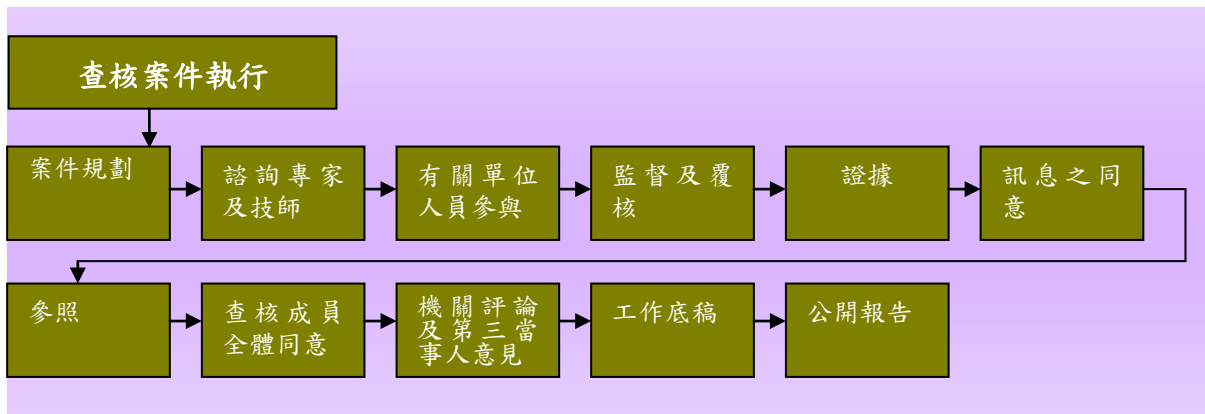 查核案件執行
案件規劃
諮詢專家
及技師
有關單位
人員參與
監督及覆
核
證據
訊息之同
意
參照
查核成員
全體同意
機關評論
及第三當
事人意見
工作底稿
公開報告